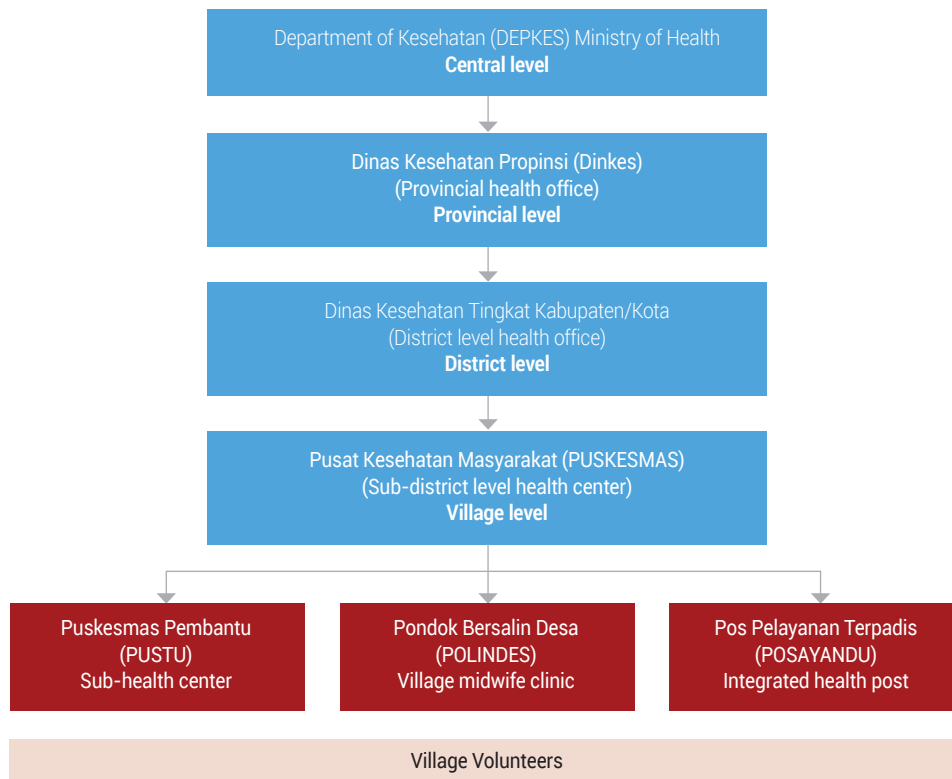 Department of Kesehatan (DEPKES) Ministry of Health
Central level
Dinas Kesehatan Propinsi (Dinkes)
(Provincial health office)
Provincial level
Dinas Kesehatan Tingkat Kabupaten/Kota
(District level health office)
District level
Pusat Kesehatan Masyarakat (PUSKESMAS)
(Sub-district level health center)
Village level
Puskesmas Pembantu
(PUSTU)
Sub-health center
Pondok Bersalin Desa
(POLINDES)
Village midwife clinic
Pos Pelayanan Terpadis
(POSAYANDU)
Integrated health post
Village Volunteers